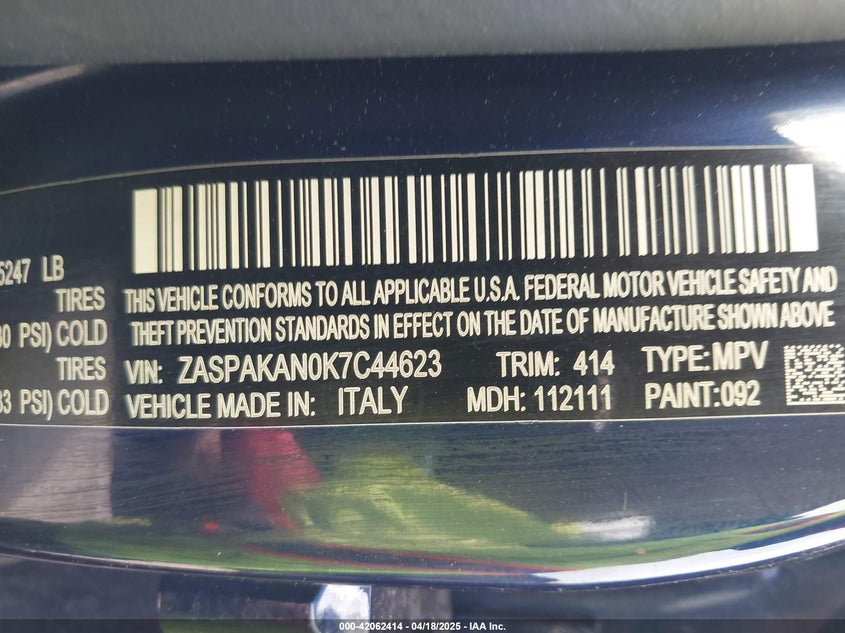 5247 LB
TIRES
PSI) COLD
TIRES
PSI) COLD
THIS VEHICLE CONFORMS TO ALL APPLICABLE U.S.A. FEDERAL MOTOR VEHICLE SAFETY AND
THEFT PREVENTION STANDARDS IN EFFECT ON THE DATE OF MANUFACTURE SHOWN ABOVE
VIN: ZASPAKAN0K7C44623 TRIM: 414 TYPE: MPV
VEHICLE MADE IN: ITALY MDH: 112111 PAINT: 092
000-42062414 - 04/18/2025 - IAA Inc.